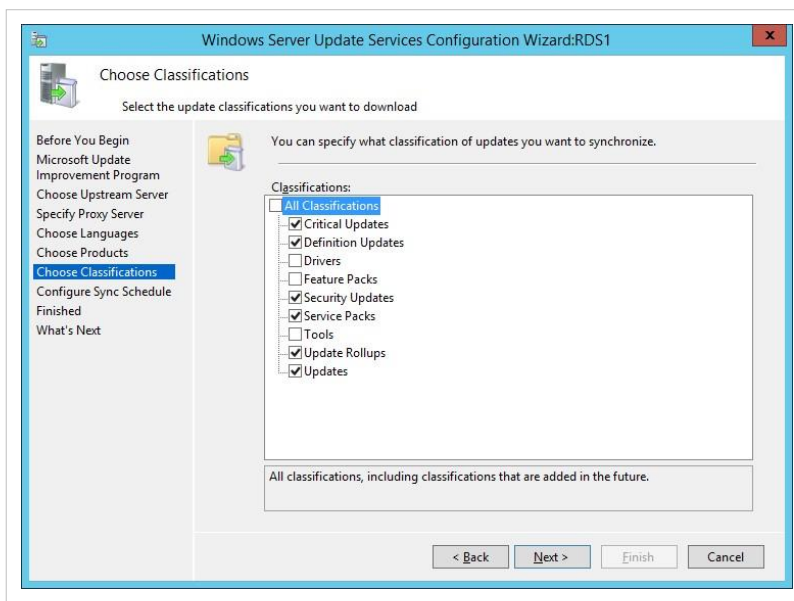 Windows Server Update Services Configuration Wizard:RDS1
x
Choose Classifications
Select the update classifications you want to download
Before You Begin
Microsoft Update
Improvement Program
Choose Upstream Server
Specify Proxy Server
Choose Languages
Choose Products
Choose Classifications
Configure Sync Schedule
Finished
What's Next
You can specify what classification of updates you want to synchronize.
Classifications:
All Classifications
Critical Updates
Definition Updates
Drivers
Feature Packs
Security Updates
Service Packs
Tools
Update Rollups
Updates
All classifications, including classifications that are added in the future.
< Back
Next >
Finish
Cancel